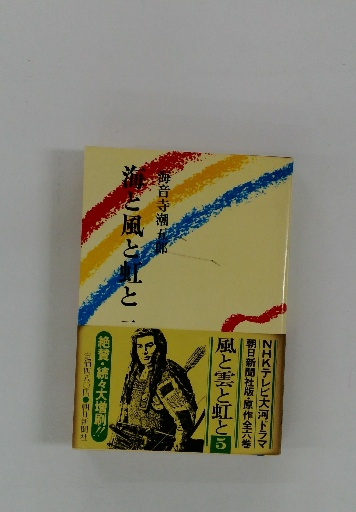 海音寺潮五郎
海と風と虹と
NHKテレビ大河ドラマ
朝日新聞社版・原作全六巻
風と雲と虹と
5
絶賛・続々大増刷!!